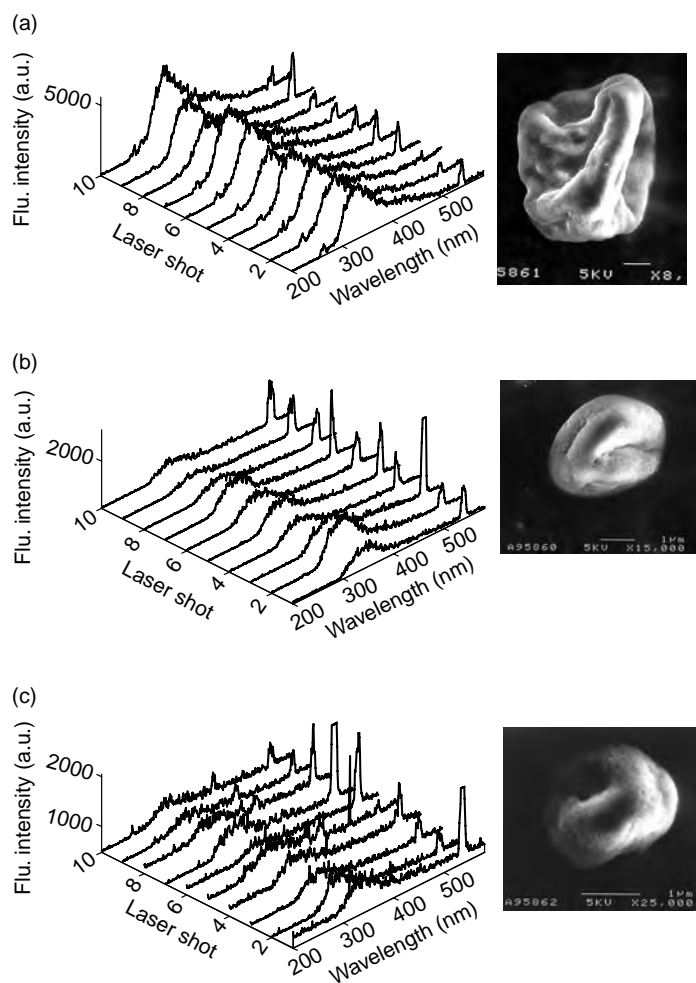 (a)
Flu. intensity (a.u.)
5000
10
8
6
4
2
Laser shot
200
300
400
500
Wavelength (nm)
5861 5KV X8,
(b)
Flu. intensity (a.u.)
2000
10
8
6
4
2
Laser shot
200
300
400
500
Wavelength (nm)
A95860 5KV X15,000 1µm
(c)
Flu. intensity (a.u.)
2000
1000
10
8
6
4
2
Laser shot
200
300
400
500
Wavelength (nm)
A95862 5KV X25,000 1µm